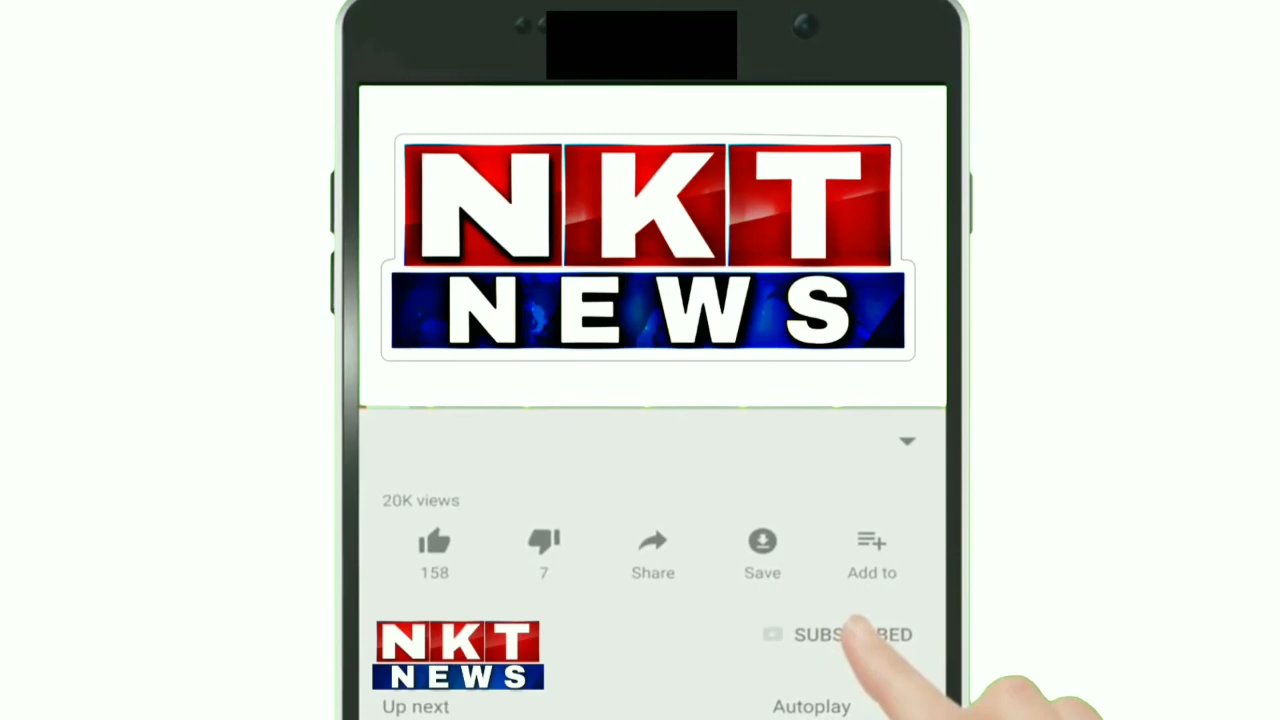 NKT
NEWS
20K views
158 7 Share Save Add to
NKT
NEWS
Up next Autoplay